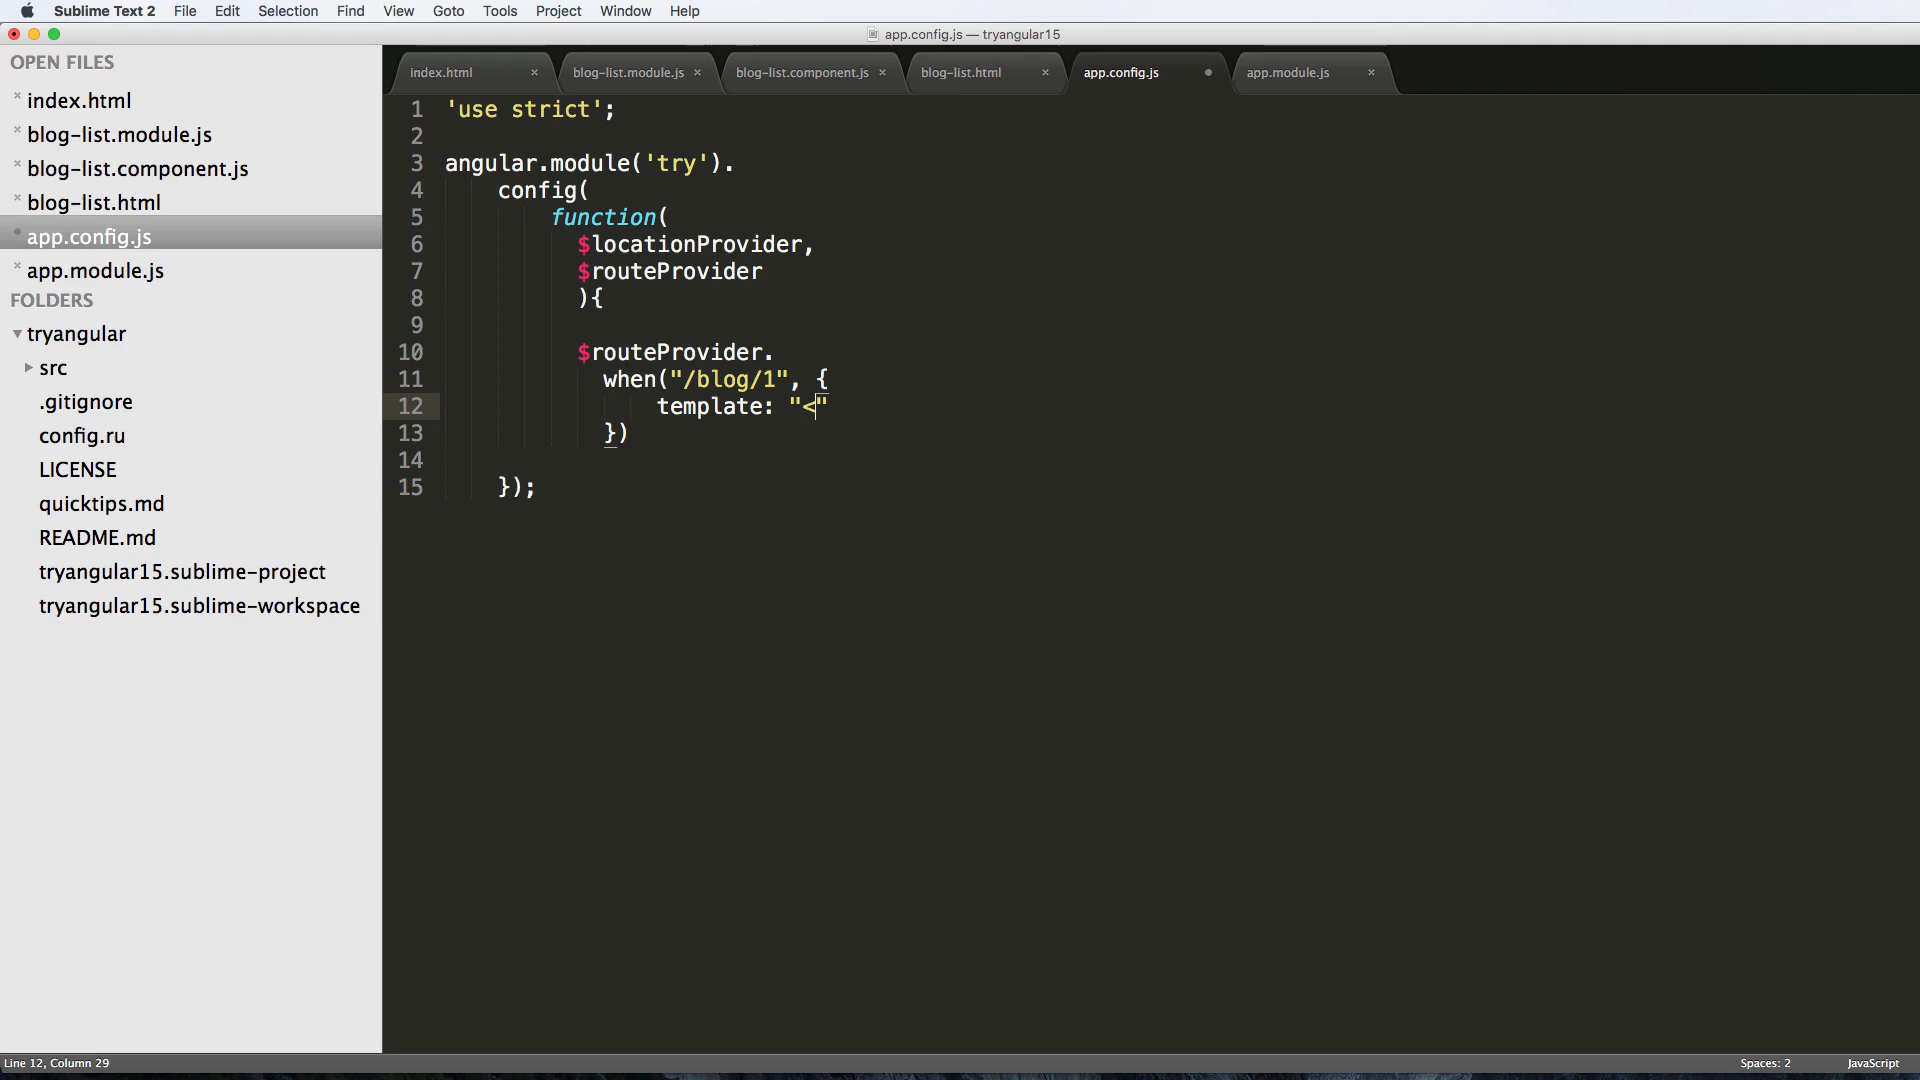 Sublime Text 2 File Edit Selection Find View Goto Tools Project Window Help
app.config.js — tryangular15
OPEN FILES
index.html
blog-list.module.js
blog-list.component.js
blog-list.html
app.config.js
app.module.js
FOLDERS
tryangular
src
.gitignore
config.ru
LICENSE
quicktips.md
README.md
tryangular15.sublime-project
tryangular15.sublime-workspace
index.html × blog-list.module.js × blog-list.component.js × blog-list.html × app.config.js app.module.js ×
1 'use strict';
2
3 angular.module('try').
4 config(
5 function(
6 $locationProvider,
7 $routeProvider
8 ){
9
10 $routeProvider.
11 when("/blog/1", {
12 template: "<"
13 })
14
15 });
Line 12, Column 29 Spaces: 2 JavaScript